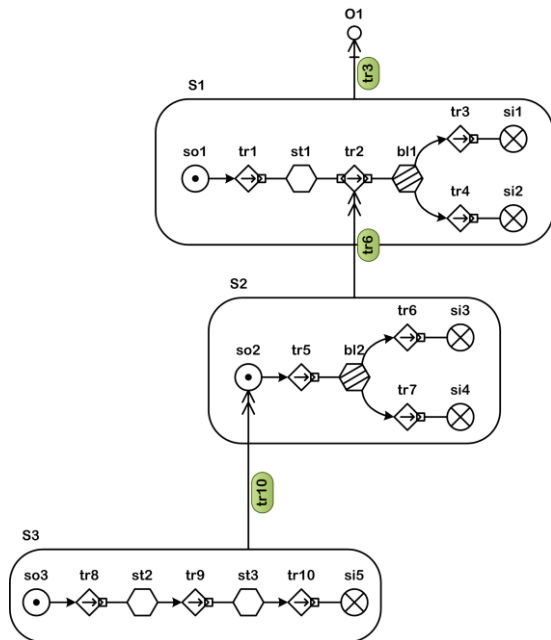 O1
tr3
S1
tr3 si1
so1 tr1 st1 tr2 bl1
tr4 si2
tr6
S2
tr6 si3
so2 tr5 bl2
tr7 si4
tr10
S3
so3 tr8 st2 tr9 st3 tr10 si5